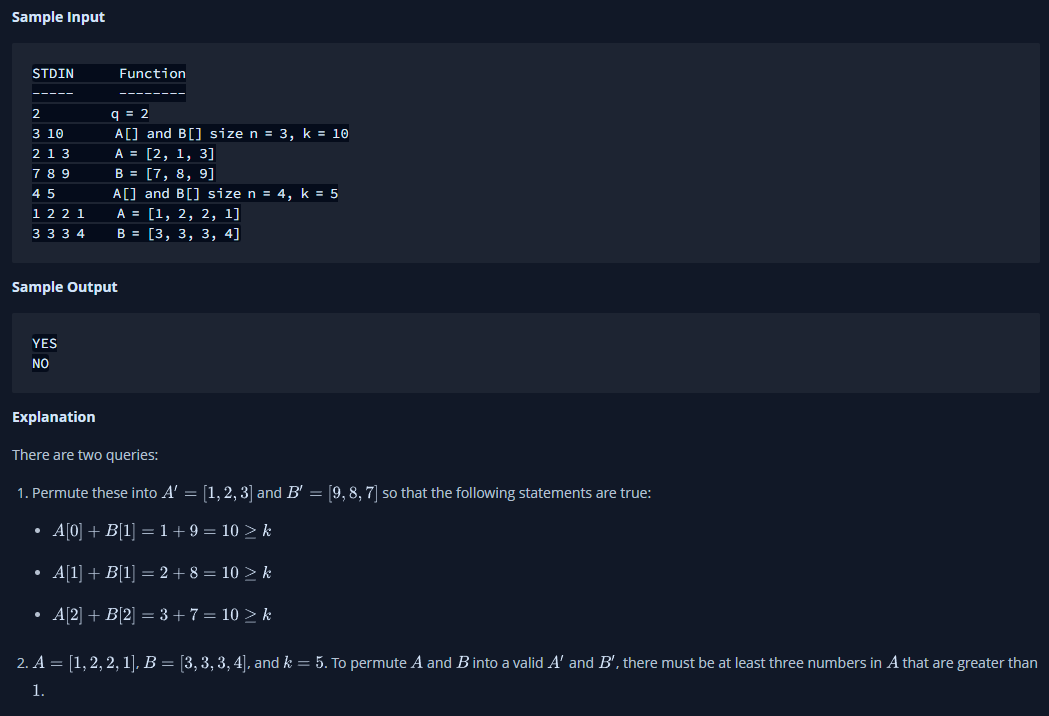 Sample Input
STDIN      Function
-----      --------
2         q = 2
3 10       A[] and B[] size n = 3, k = 10
2 1 3      A = [2, 1, 3]
7 8 9      B = [7, 8, 9]
4 5        A[] and B[] size n = 4, k = 5
1 2 2 1    A = [1, 2, 2, 1]
3 3 3 4    B = [3, 3, 3, 4]
Sample Output
YES
NO
Explanation
There are two queries:
1. Permute these into A′ = [1, 2, 3] and B′ = [9, 8, 7] so that the following statements are true:
• A[0] + B[1] = 1 + 9 = 10 ≥ k
• A[1] + B[1] = 2 + 8 = 10 ≥ k
• A[2] + B[2] = 3 + 7 = 10 ≥ k
2. A = [1, 2, 2, 1], B = [3, 3, 3, 4], and k = 5. To permute A and B into a valid A′ and B′, there must be at least three numbers in A that are greater than
1.